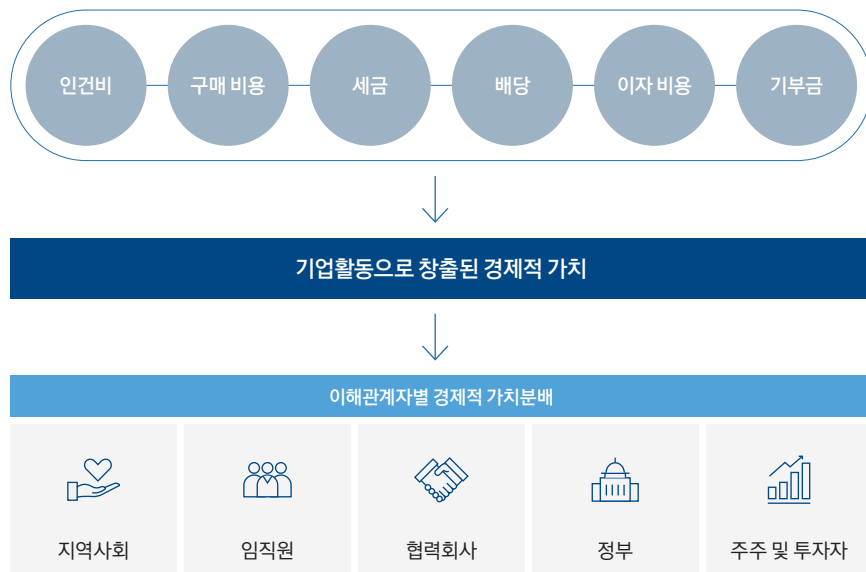 인건비
구매 비용
세금
배당
이자 비용
기부금
기업활동으로 창출된 경제적 가치
이해관계자별 경제적 가치분배
지역사회
임직원
협력회사
정부
주주 및 투자자